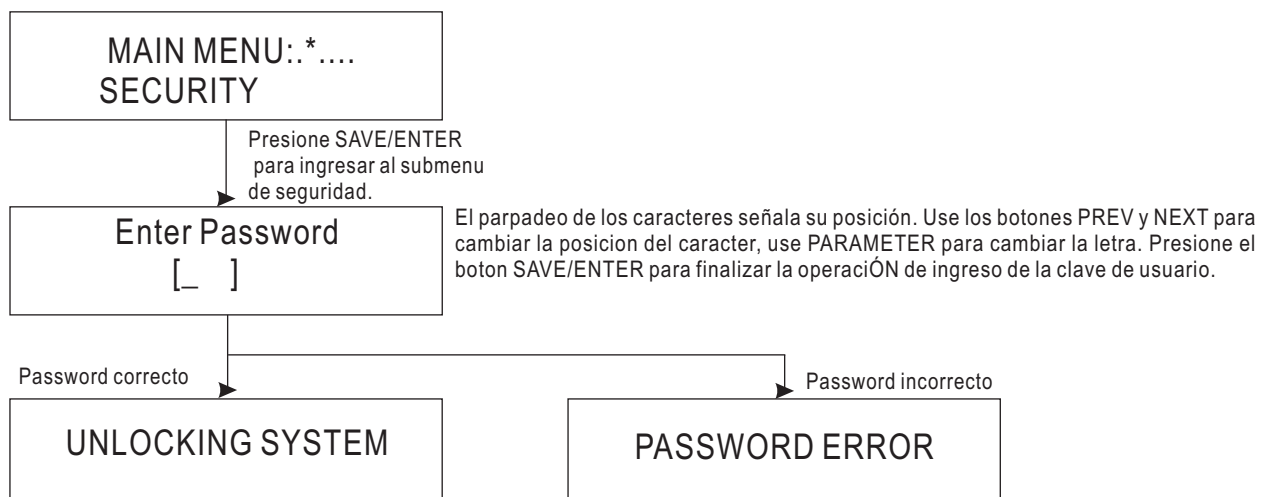 MAIN MENU:.*....
SECURITY
Presione SAVE/ENTER
para ingresar al submenu
de seguridad.
Enter Password
[_ ]
El parpadeo de los caracteres señala su posición. Use los botones PREV y NEXT para
cambiar la posicion del caracter, use PARAMETER para cambiar la letra. Presione el
boton SAVE/ENTER para finalizar la operaciÓN de ingreso de la clave de usuario.
Password correcto
Password incorrecto
UNLOCKING SYSTEM
PASSWORD ERROR